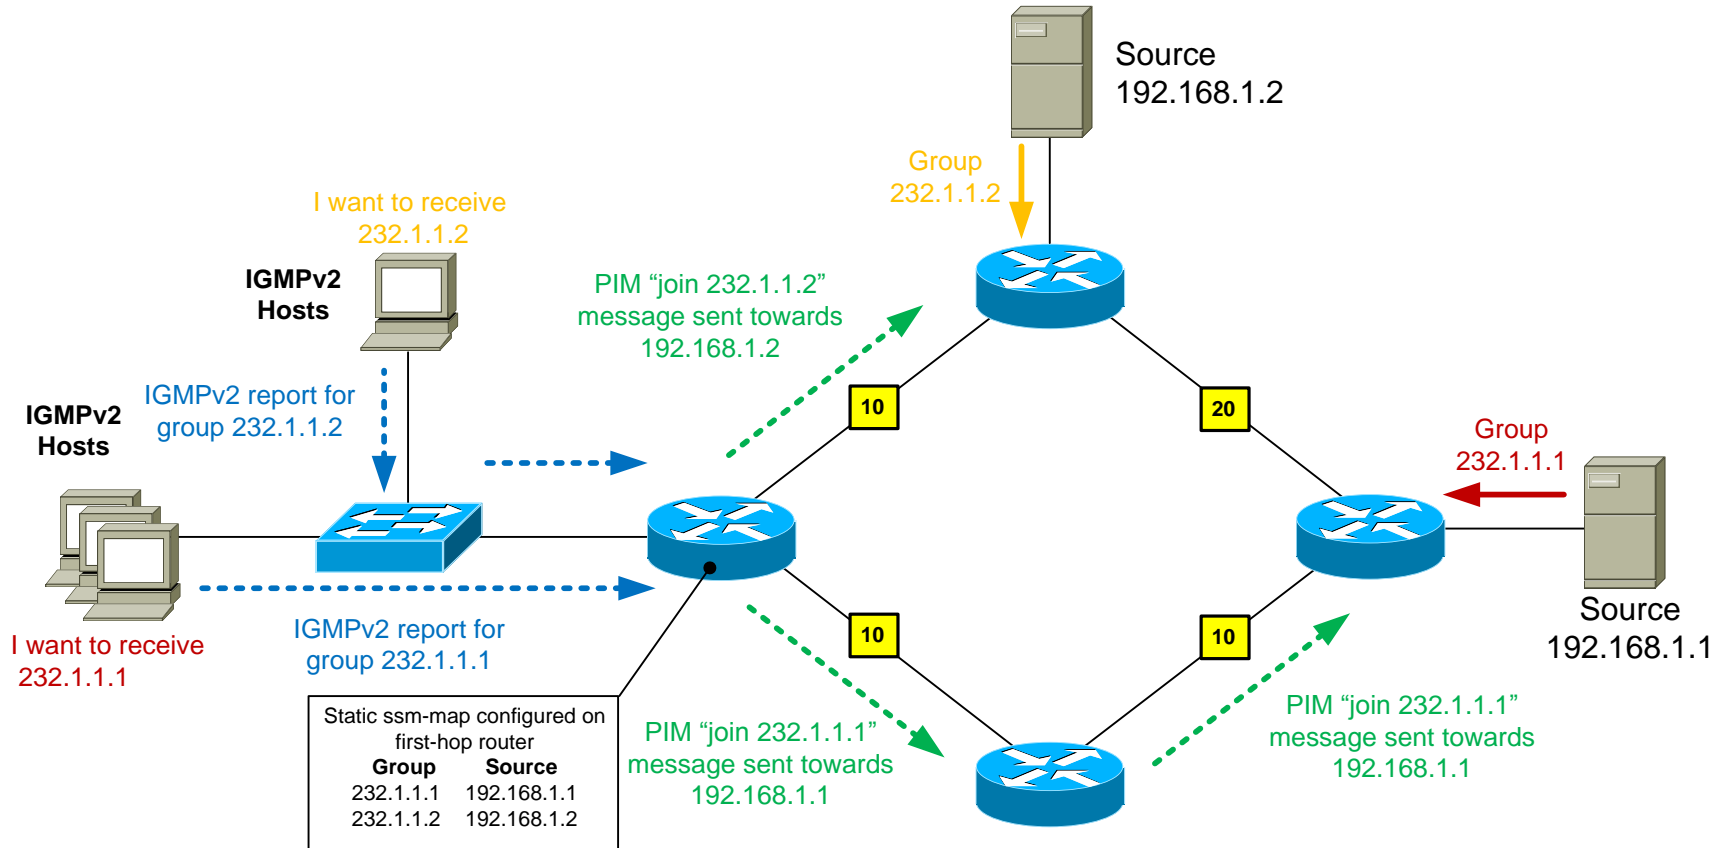 Source
192.168.1.2
Group
232.1.1.2
I want to receive
232.1.1.2
IGMPv2
Hosts
PIM “join 232.1.1.2”
message sent towards
192.168.1.2
IGMPv2 report for
group 232.1.1.2
IGMPv2
Hosts
10
20
Group
232.1.1.1
Source
192.168.1.1
I want to receive
232.1.1.1
IGMPv2 report for
group 232.1.1.1
10
10
Static ssm-map configured on
first-hop router
Group Source
232.1.1.1 192.168.1.1
232.1.1.2 192.168.1.2
PIM “join 232.1.1.1”
message sent towards
192.168.1.1
PIM “join 232.1.1.1”
message sent towards
192.168.1.1